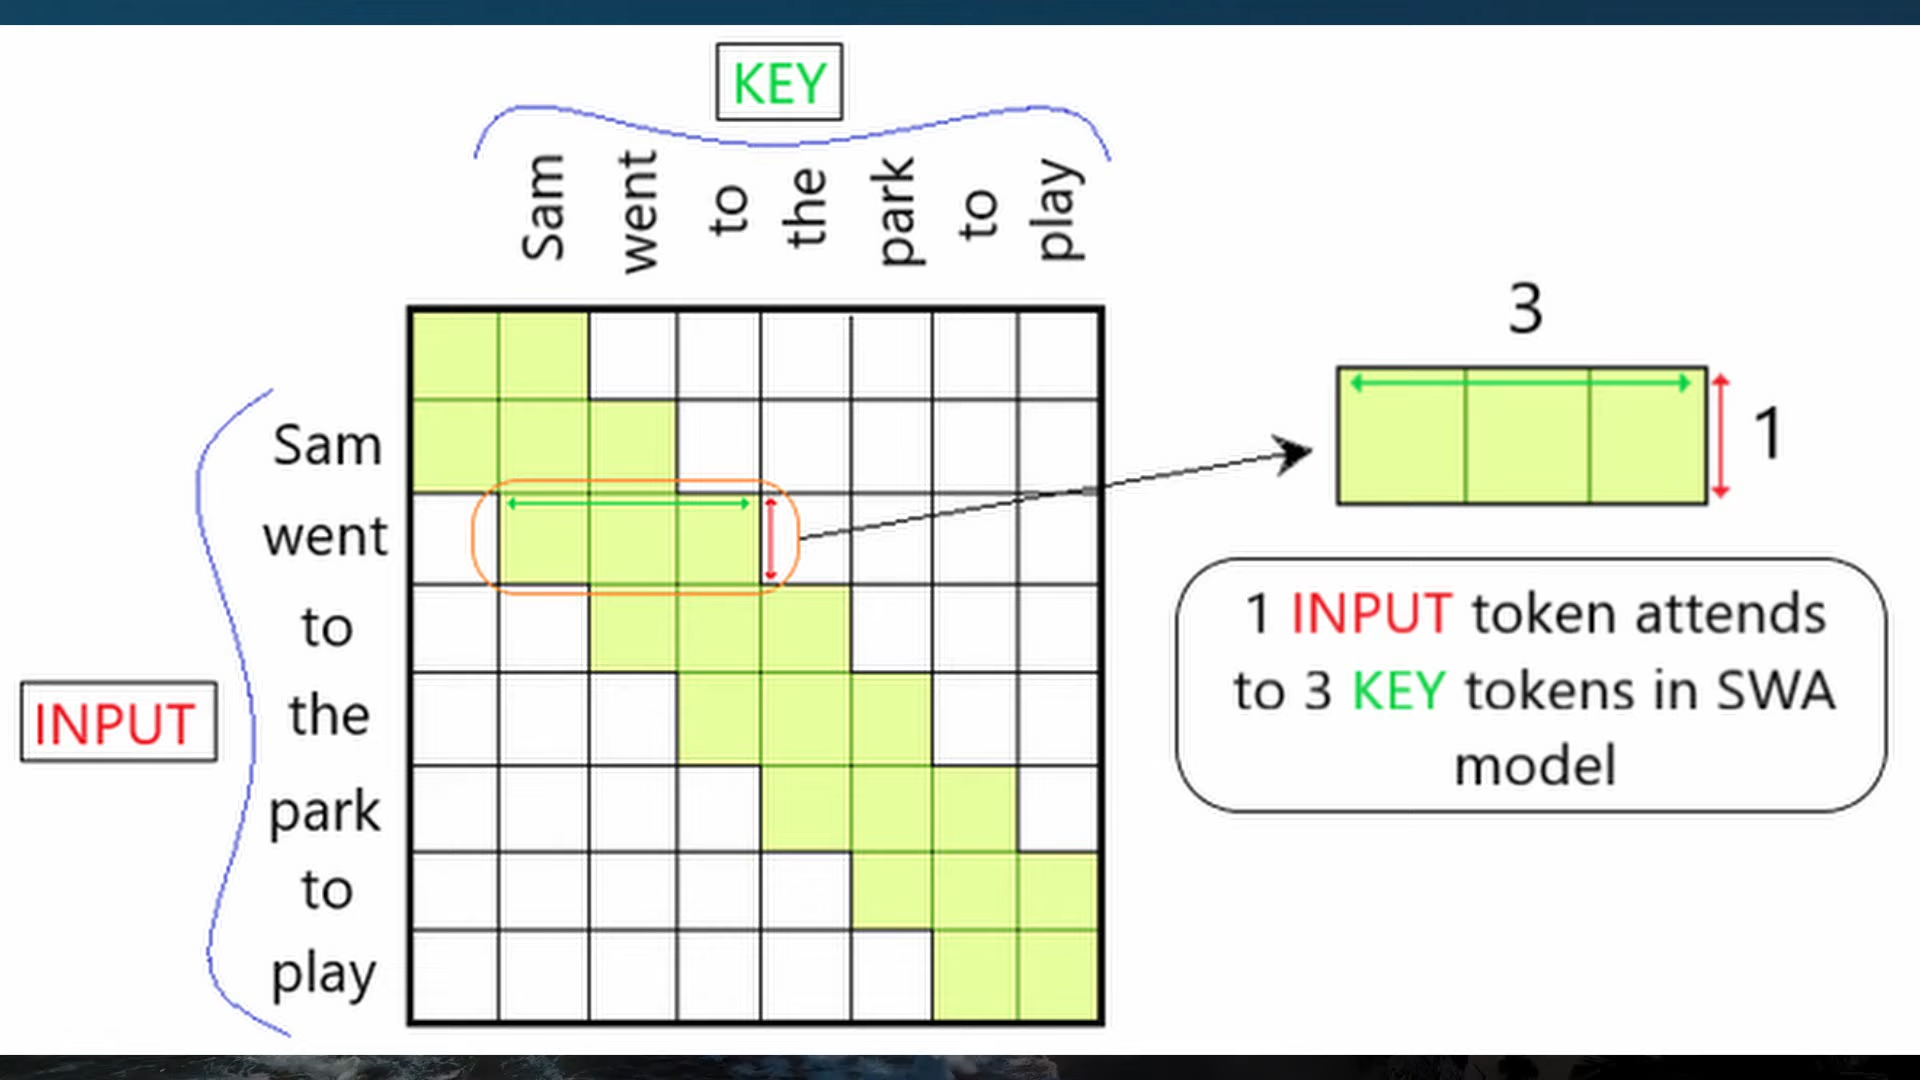 KEY
Sam
went
to
the
park
to
play
INPUT
Sam
went
to
the
park
to
play
3
1
1 INPUT token attends
to 3 KEY tokens in SWA
model